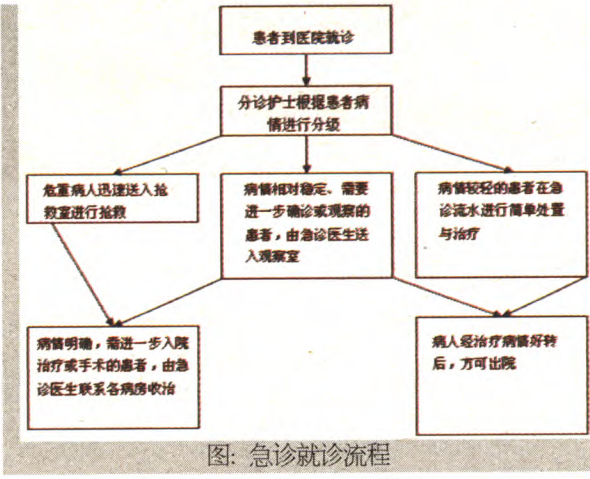 患者到医院就诊
分诊护士根据患者病
情进行分级
危重病人迅速送入抢
救室进行抢救
病情相对稳定、需要
进一步确诊或观察的
患者，由急诊医生送
入观察室
病情较轻的患者在急
诊流水进行简单处置
与治疗
病情明确，需进一步入院
治疗或手术的患者，由急
诊医生联系各病房收治
病人经治疗病情好转
后，方可出院
图: 急诊就诊流程